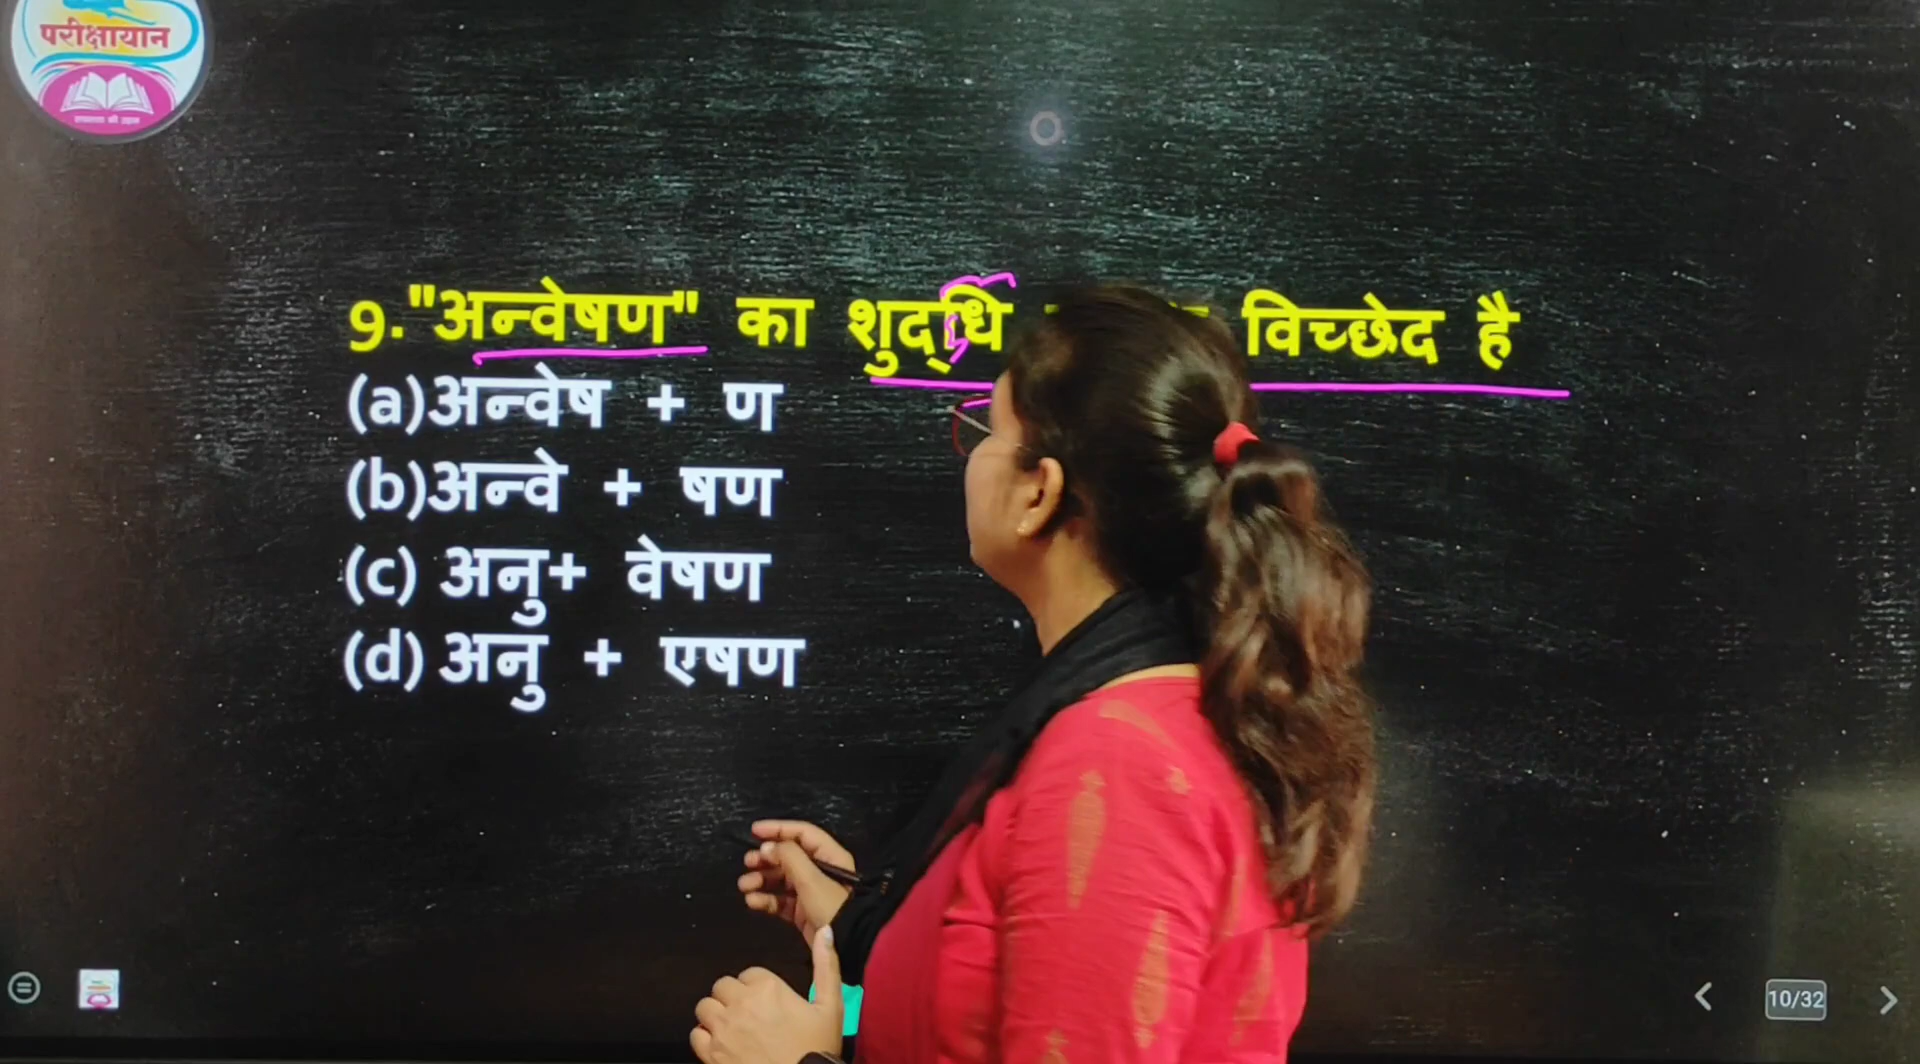 परीक्षायान
9."अन्वेषण" का शुद्धि विच्छेद है
(a)अन्वेष + ण
(b)अन्वे + षण
(c) अनु+ वेषण
(d) अनु + एषण
10/32